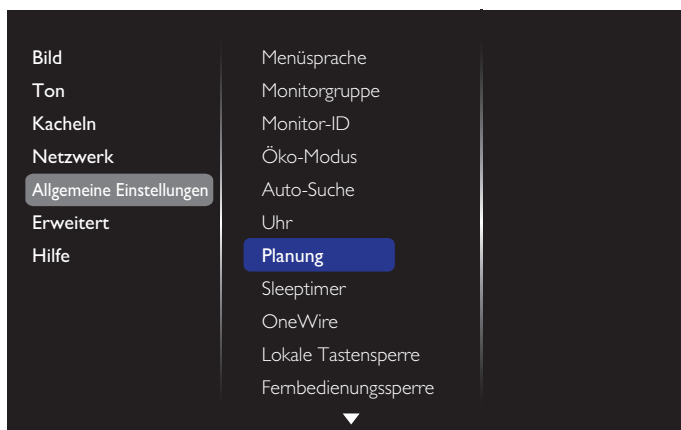 Bild
Ton
Kacheln
Netzwerk
Allgemeine Einstellungen
Erweitert
Hilfe
Menüsprache
Monitorgruppe
Monitor-ID
Öko-Modus
Auto-Suche
Uhr
Planung
Sleeptimer
OneWire
Lokale Tastensperre
Fernbedienungssperre